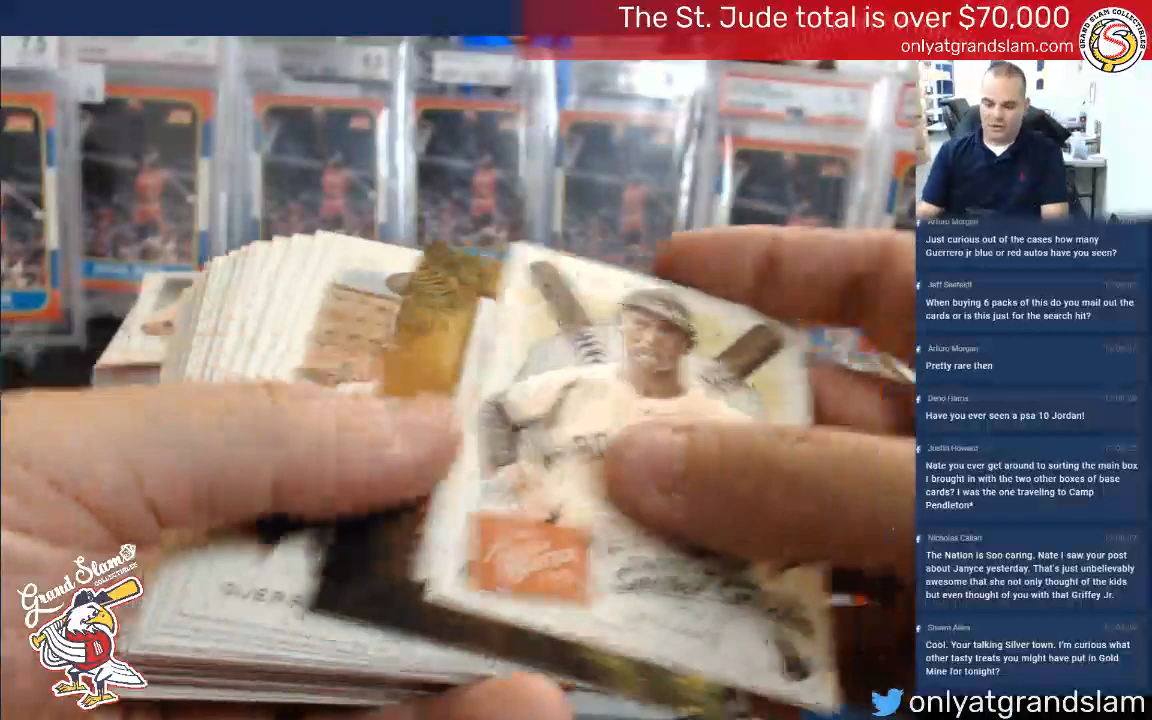 The St. Jude total is over $70,000
onlyatgrandslam.com
GRAND SLAM COLLECTIBLES
Arturo Morgan
Just curious out of the cases how many
Guerrero jr blue or red autos have you seen?
Jeff Seefeldt
When buying 6 packs of this do you mail out the
cards or is this just for the search hit?
Arturo Morgan
Pretty rare then
Deno Harris
Have you ever seen a psa 10 Jordan!
Justin Howard
Nate you ever get around to sorting the main box
I brought in with the two other boxes of base
cards? I was the one traveling to Camp
Pendleton*
Nicholas Callan
The Nation is Soo caring. Nate I saw your post
about Janyce yesterday. That's just unbelievably
awesome that she not only thought of the kids
but even thought of you with that Griffey Jr.
Shawn Allen
Cool. Your talking Silver town. I'm curious what
other tasty treats you might have put in Gold
Mine for tonight?
Grand Slam
COLLECTIBLES
onlyatgrandslam